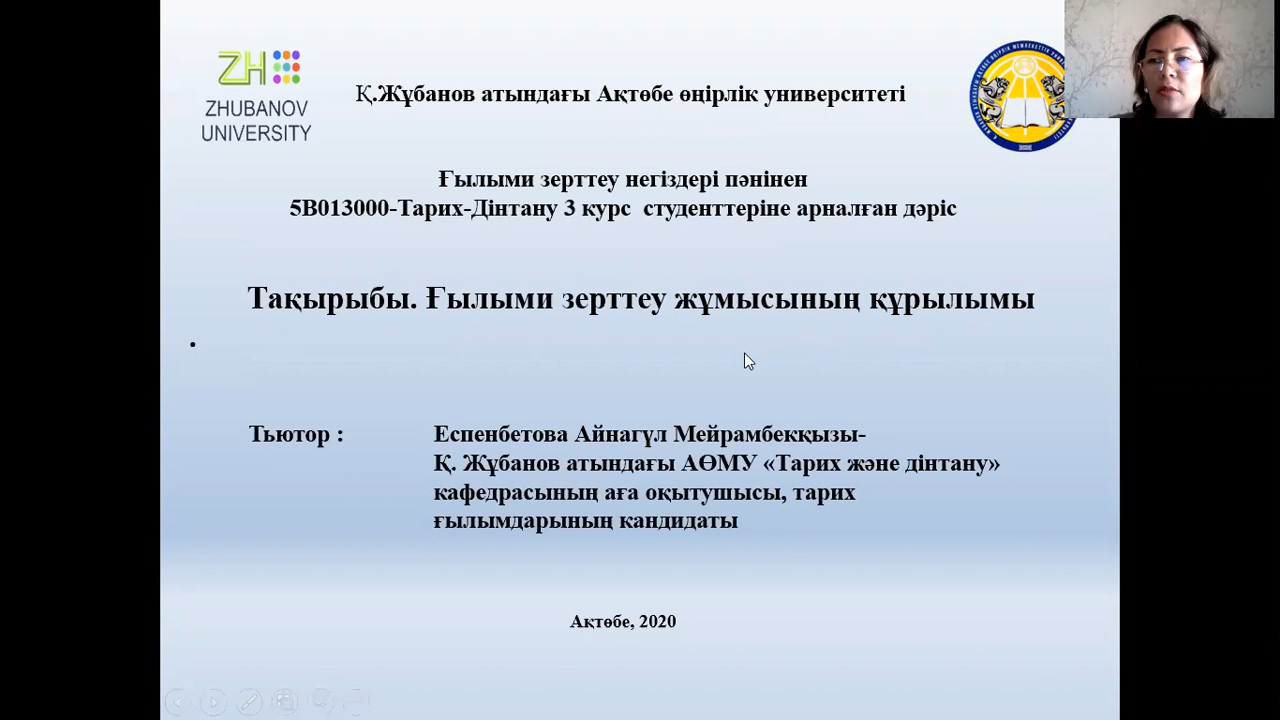 ZH
ZHUBANOV
UNIVERSITY
Қ.Жұбанов атындағы Ақтөбе өңірлік университеті
Ғылыми зерттеу негіздері пәнінен
5В013000-Тарих-Дінтану 3 курс студенттеріне арналған дәріс
Тақырыбы. Ғылыми зерттеу жұмысының құрылымы
Тьютор :
Еспенбетова Айнагүл Мейрамбекқызы-
Қ. Жұбанов атындағы АӨМУ «Тарих және дінтану»
кафедрасының аға оқытушысы, тарих
ғылымдарының кандидаты
Ақтөбе, 2020